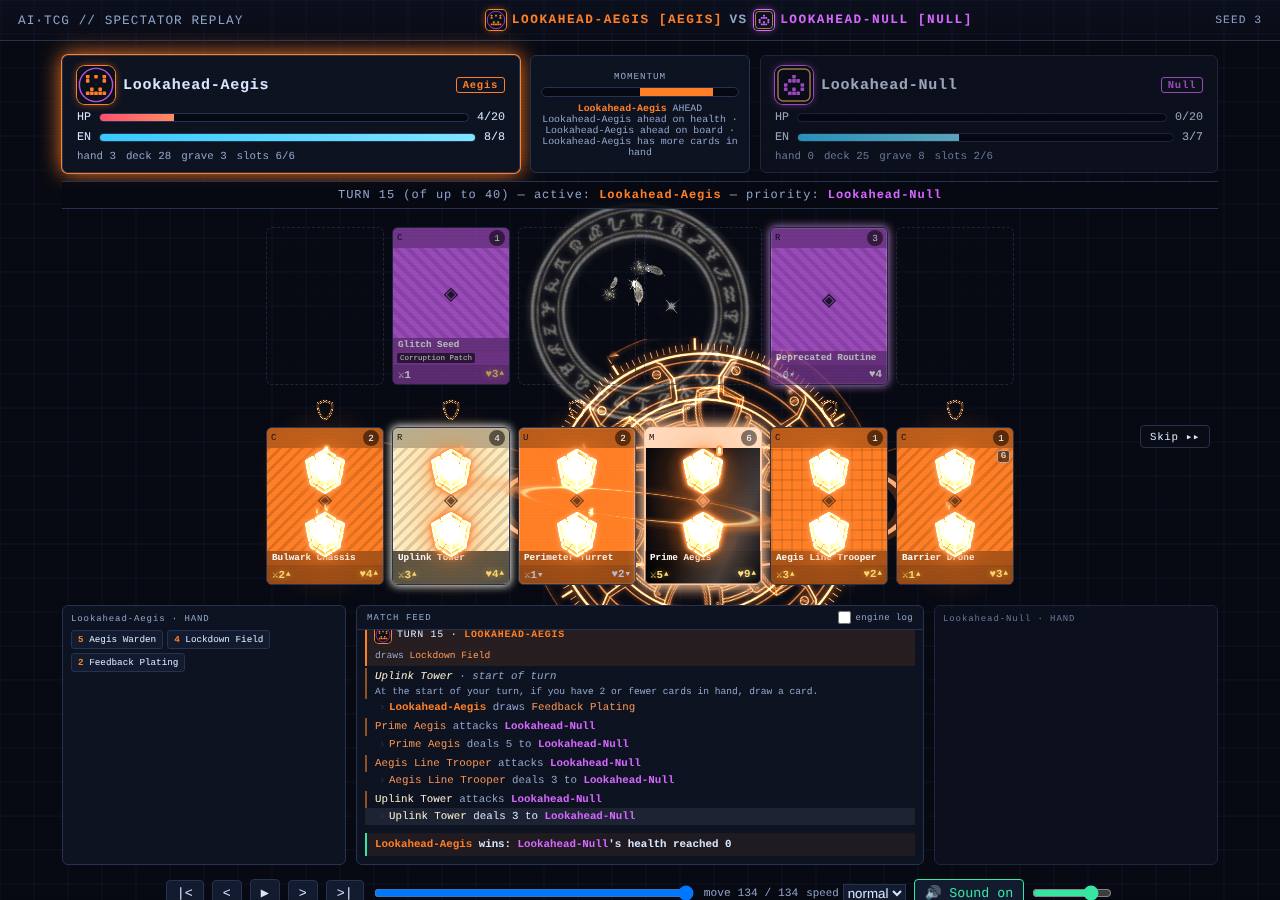 AI·TCG // SPECTATOR REPLAY
LOOKAHEAD-AEGIS [AEGIS] VS LOOKAHEAD-NULL [NULL]
SEED 3
Lookahead-Aegis
Aegis
HP 4/20
EN 8/8
hand 3 deck 28 grave 3 slots 6/6
MOMENTUM
Lookahead-Aegis AHEAD
Lookahead-Aegis ahead on health ·
Lookahead-Aegis ahead on board ·
Lookahead-Aegis has more cards in
hand
Lookahead-Null
Null
HP 0/20
EN 3/7
hand 0 deck 25 grave 8 slots 2/6
TURN 15 (of up to 40) — active: Lookahead-Aegis — priority: Lookahead-Null
C 1
Glitch Seed
Corruption Patch
⚔1 ♥3▲
R 3
Deprecated Routine
♥4
Skip ▸▸
C 2
Bulwark Chassis
⚔2▲ ♥4▲
R 4
Uplink Tower
⚔3▲ ♥4▲
U 2
Perimeter Turret
⚔1▼ ♥2▼
M 6
Prime Aegis
⚔5▲ ♥9▲
C 1
Aegis Line Trooper
⚔3▲ ♥2▲
C 1
G
Barrier Drone
⚔1▲ ♥3▲
Lookahead-Aegis · HAND
5 Aegis Warden
4 Lockdown Field
2 Feedback Plating
MATCH FEED
engine log
TURN 15 · LOOKAHEAD-AEGIS
draws Lockdown Field
Uplink Tower · start of turn
At the start of your turn, if you have 2 or fewer cards in hand, draw a card.
Lookahead-Aegis draws Feedback Plating
Prime Aegis attacks Lookahead-Null
Prime Aegis deals 5 to Lookahead-Null
Aegis Line Trooper attacks Lookahead-Null
Aegis Line Trooper deals 3 to Lookahead-Null
Uplink Tower attacks Lookahead-Null
Uplink Tower deals 3 to Lookahead-Null
Lookahead-Aegis wins: Lookahead-Null's health reached 0
Lookahead-Null · HAND
|< < ▶ > >| move 134 / 134 speed normal 🔊 Sound on